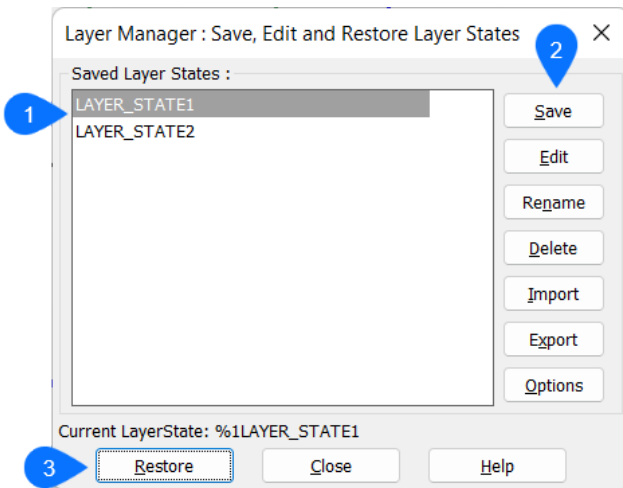 Layer Manager : Save, Edit and Restore Layer States
2
Saved Layer States :
1
LAYER_STATE1
LAYER_STATE2
Save
Edit
Rename
Delete
Import
Export
Options
Current LayerState: %1LAYER_STATE1
3
Restore
Close
Help